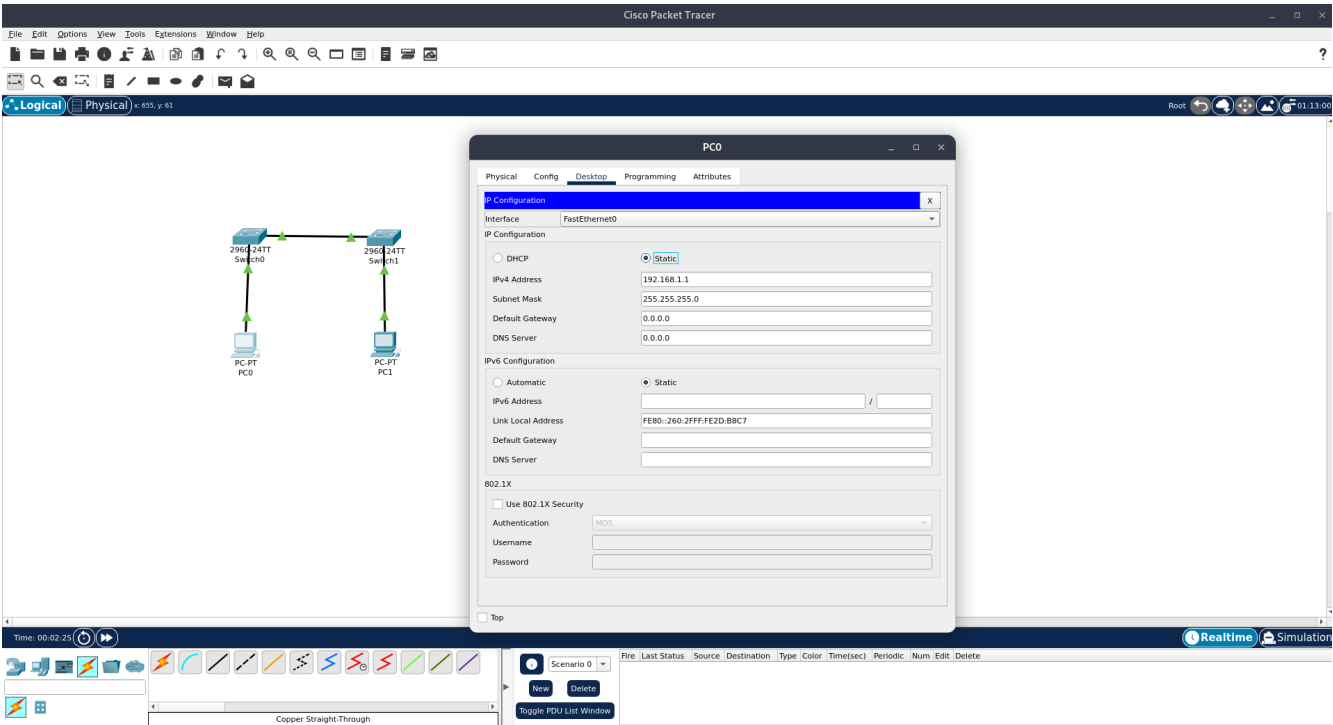 Cisco Packet Tracer
File Edit Options View Tools Extensions Window Help
?
Logical Physical x: 655, y: 61 Root 01:13:00
PC0
Physical Config Desktop Programming Attributes
IP Configuration X
Interface FastEthernet0
IP Configuration
DHCP Static
IPv4 Address 192.168.1.1
Subnet Mask 255.255.255.0
Default Gateway 0.0.0.0
DNS Server 0.0.0.0
IPv6 Configuration
Automatic Static
IPv6 Address /
Link Local Address FE80::260:2FFF:FE2D:B8C7
Default Gateway
DNS Server
802.1X
Use 802.1X Security
Authentication MD5
Username
Password
Top
2960-24TT
Switch0
2960-24TT
Switch1
PC-PT
PC0
PC-PT
PC1
Time: 00:02:25 Realtime Simulation
Scenario 0
New Delete
Toggle PDU List Window
Fire Last Status Source Destination Type Color Time(sec) Periodic Num Edit Delete
Copper Straight-Through